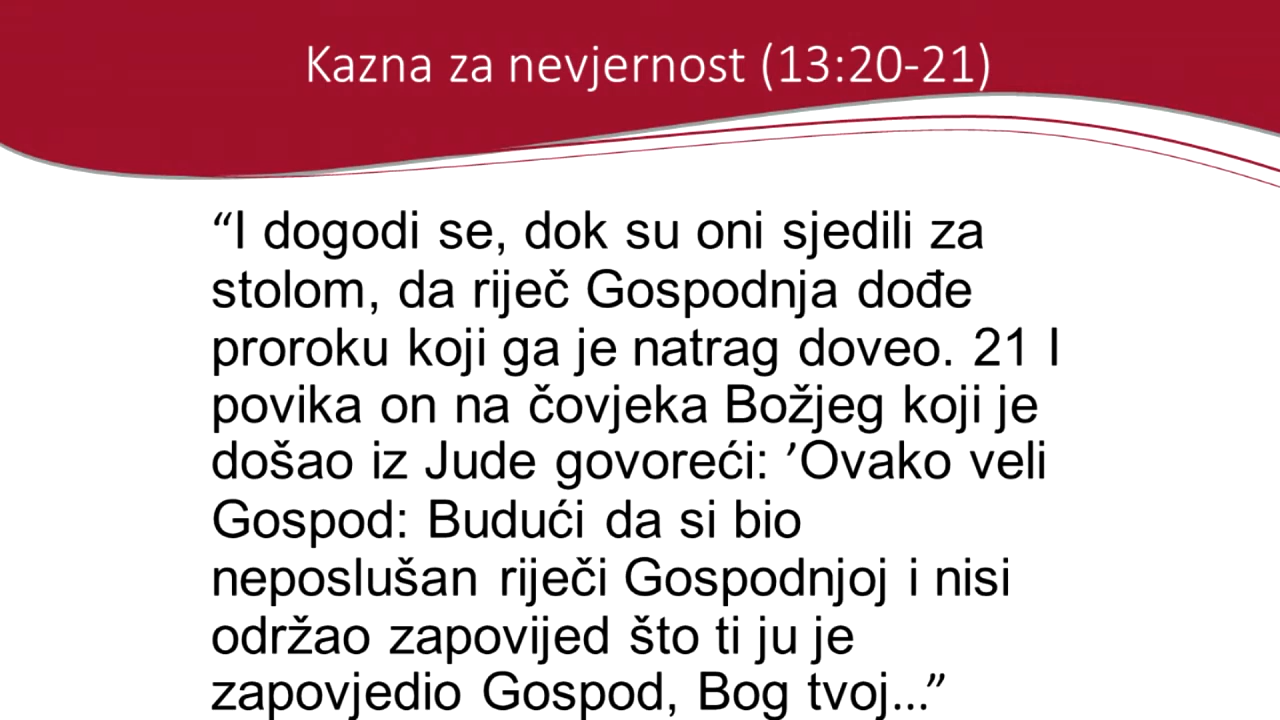 Kazna za nevjernost (13:20-21)
“I dogodi se, dok su oni sjedili za
stolom, da riječ Gospodnja dođe
proroku koji ga je natrag doveo. 21 I
povika on na čovjeka Božjeg koji je
došao iz Jude govoreći: ’Ovako veli
Gospod: Budući da si bio
neposlušan riječi Gospodnjoj i nisi
održao zapovijed što ti ju je
zapovjedio Gospod, Bog tvoj...”